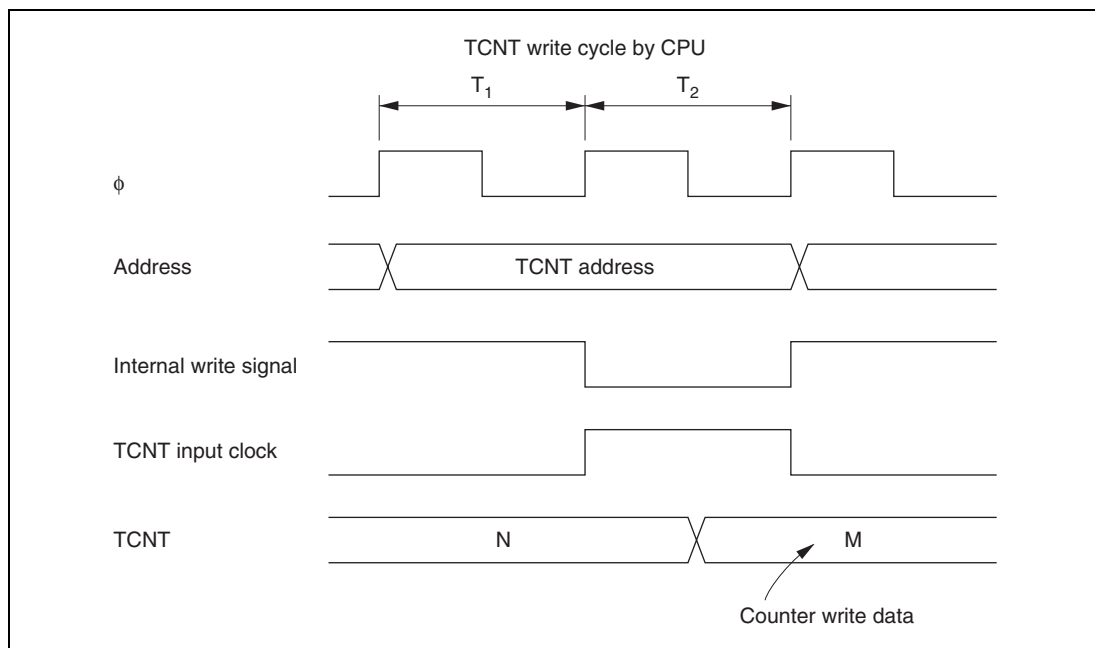 TCNT write cycle by CPU
T1 T2
ϕ
Address TCNT address
Internal write signal
TCNT input clock
TCNT N M
Counter write data